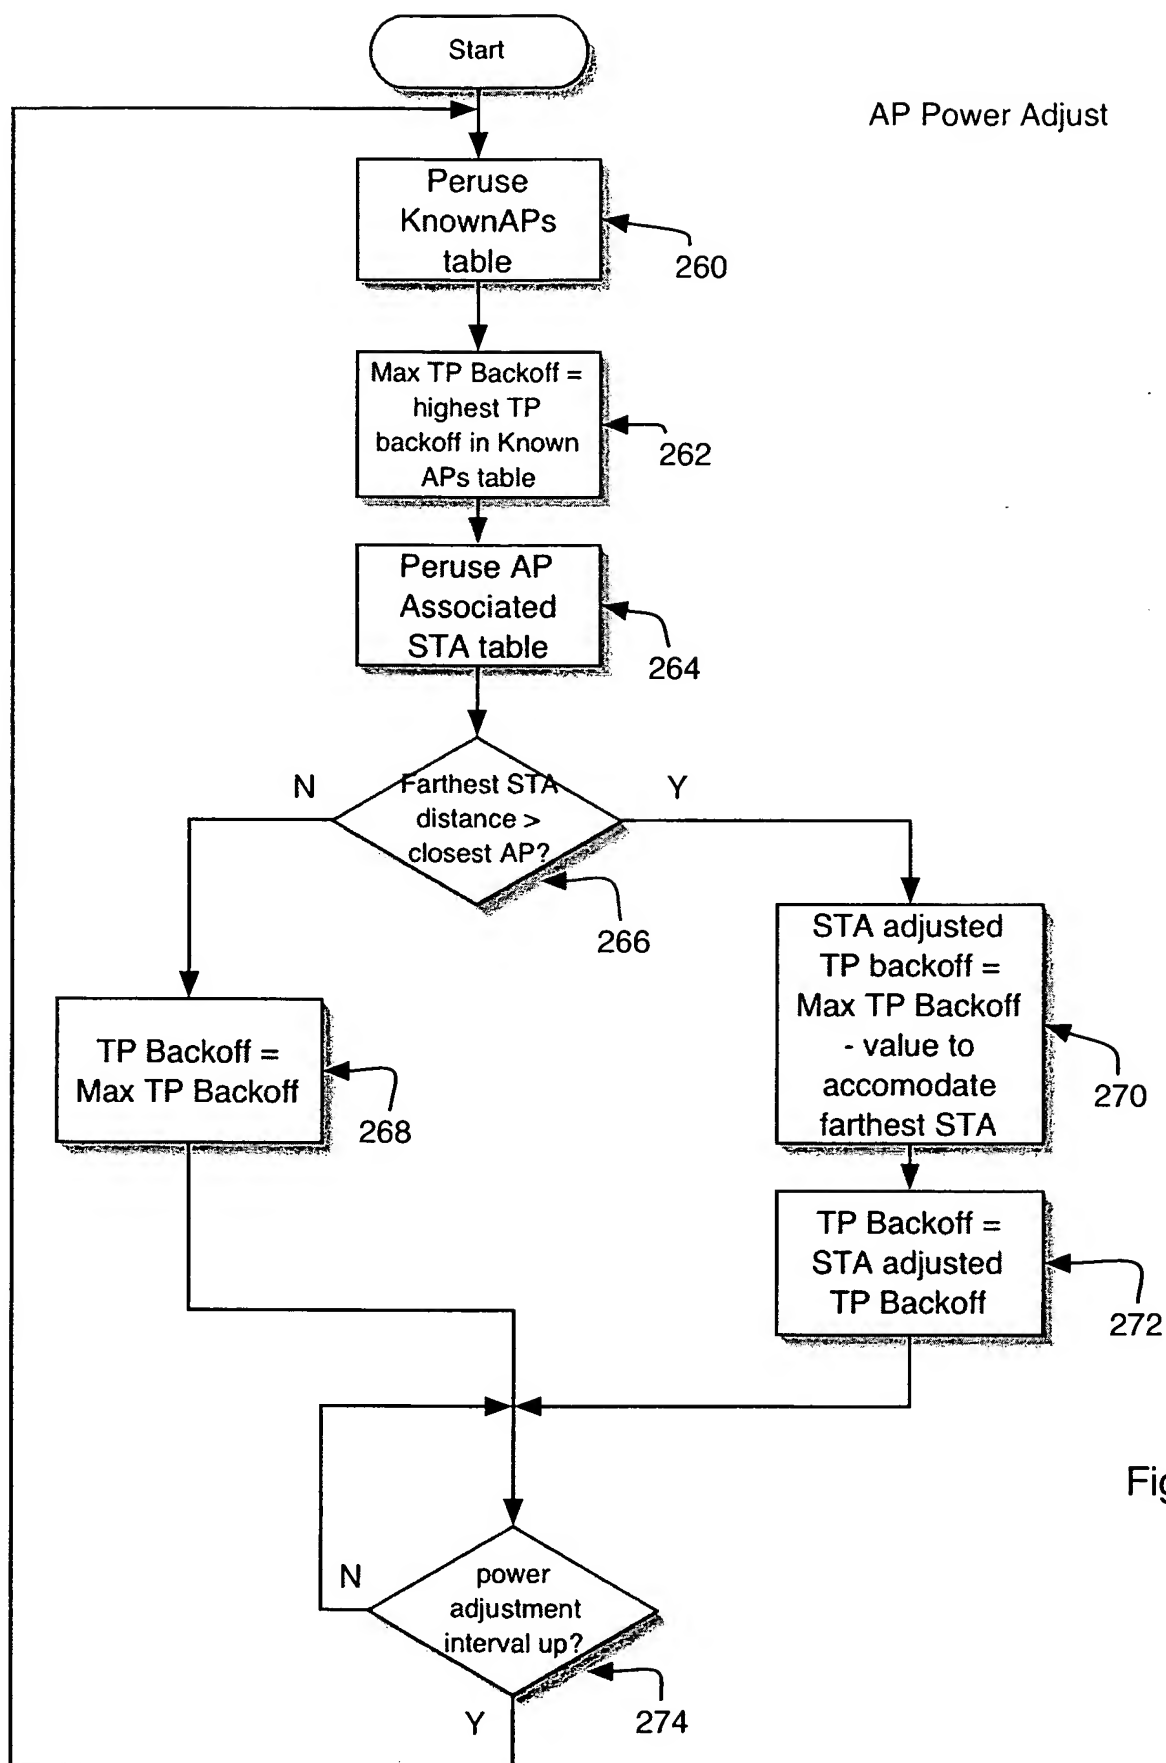 Start
AP Power Adjust
Peruse
KnownAPs
table
260
Max TP Backoff =
highest TP
backoff in Known
APs table
262
Peruse AP
Associated
STA table
264
N
Farthest STA
distance >
closest AP?
Y
266
STA adjusted
TP backoff =
Max TP Backoff
- value to
accomodate
farthest STA
270
TP Backoff =
Max TP Backoff
268
TP Backoff =
STA adjusted
TP Backoff
272
Fig
N
power
adjustment
interval up?
274
Y